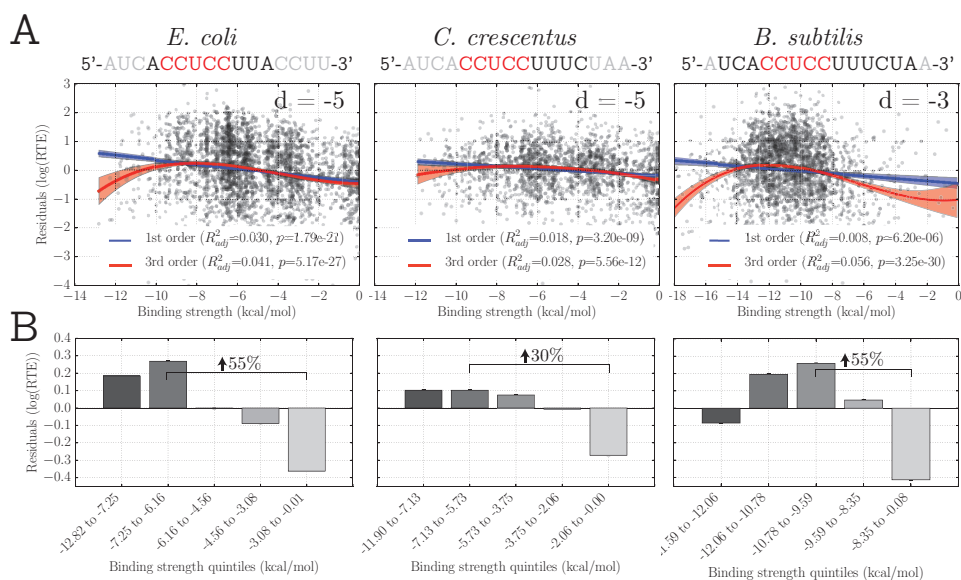 A
E. coli
C. crescentus
B. subtilis
5'-AUCACCUCCUUACCUU-3'
5'-AUCACCUCCUUUCUAA-3'
5'-AUCACCUCCUUUCUAA-3'
d = -5
d = -5
d = -3
Residuals (log(RTE))
3
2
1
0
−1
−2
−3
−4
1st order (R²adj=0.030, p=1.79e-21)
3rd order (R²adj=0.041, p=5.17e-27)
1st order (R²adj=0.018, p=3.20e-09)
3rd order (R²adj=0.028, p=5.56e-12)
1st order (R²adj=0.008, p=6.20e-06)
3rd order (R²adj=0.056, p=3.25e-30)
−14 −12 −10 −8 −6 −4 −2 0
−14 −12 −10 −8 −6 −4 −2 0
−18 −16 −14 −12 −10 −8 −6 −4 −2 0
Binding strength (kcal/mol)
Binding strength (kcal/mol)
Binding strength (kcal/mol)
B
Residuals (log(RTE))
0.4
0.3
0.2
0.1
0.0
−0.1
−0.2
−0.3
−0.4
55%
30%
55%
-12.82 to -7.25
-7.25 to -6.16
-6.16 to -4.56
-4.56 to -3.08
-3.08 to -0.01
-11.90 to -7.13
-7.13 to -5.73
-5.73 to -3.75
-3.75 to -2.06
-2.06 to -0.00
-1.59 to -12.06
-12.06 to -10.78
-10.78 to -9.59
-9.59 to -8.35
-8.35 to -0.08
Binding strength quintiles (kcal/mol)
Binding strength quintiles (kcal/mol)
Binding strength quintiles (kcal/mol)